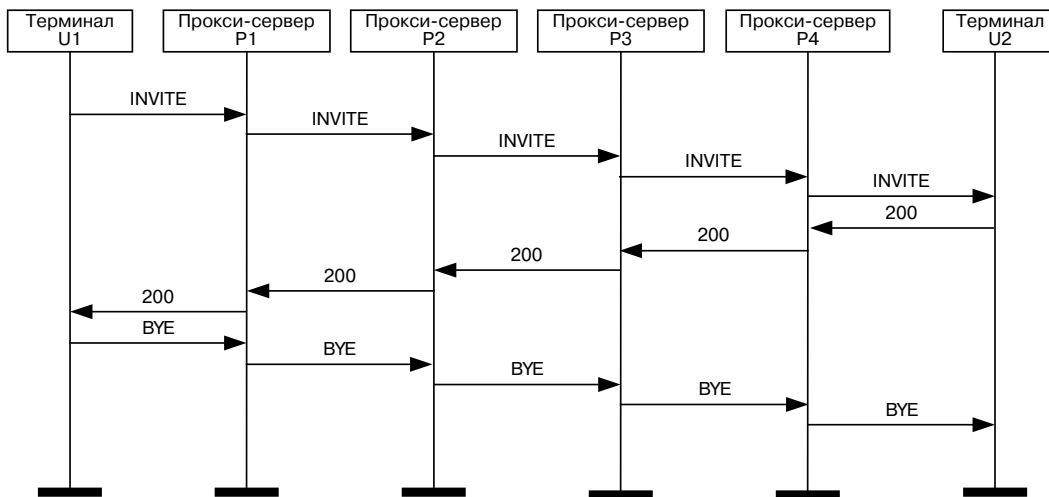 Терминал
U1
Прокси-сервер
P1
Прокси-сервер
P2
Прокси-сервер
P3
Прокси-сервер
P4
Терминал
U2
INVITE
INVITE
INVITE
INVITE
INVITE
200
200
200
200
200
BYE
BYE
BYE
BYE
BYE